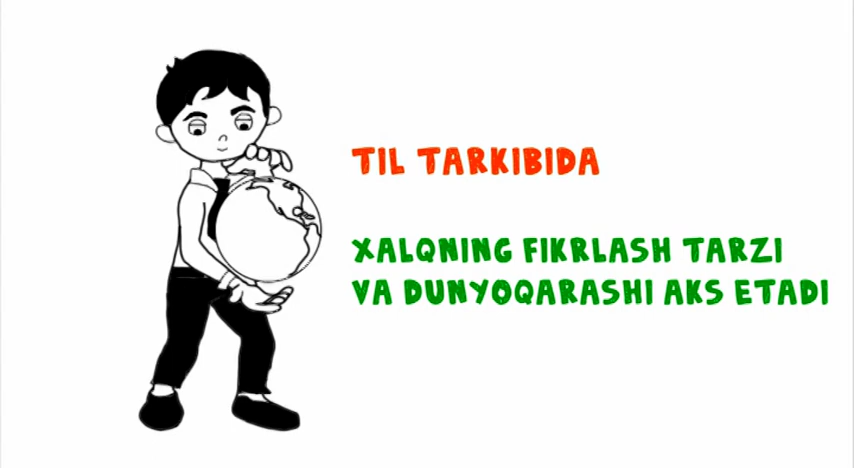 TIL TARKIBIDA
XALQNING FIKRLASH TARZI
VA DUNYOQARASHI AKS ETADI